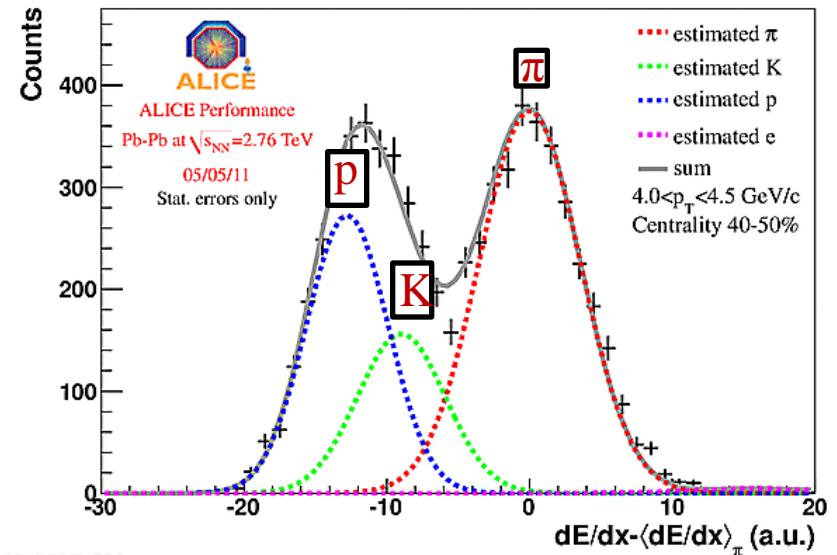 Counts
400
300
200
100
0
ALICE
ALICE Performance
Pb-Pb at √sNN=2.76 TeV
05/05/11
Stat. errors only
p
K
π
estimated π
estimated K
estimated p
estimated e
sum
4.0<pT<4.5 GeV/c
Centrality 40-50%
-30 -20 -10 0 10 20
dE/dx-⟨dE/dx⟩π (a.u.)